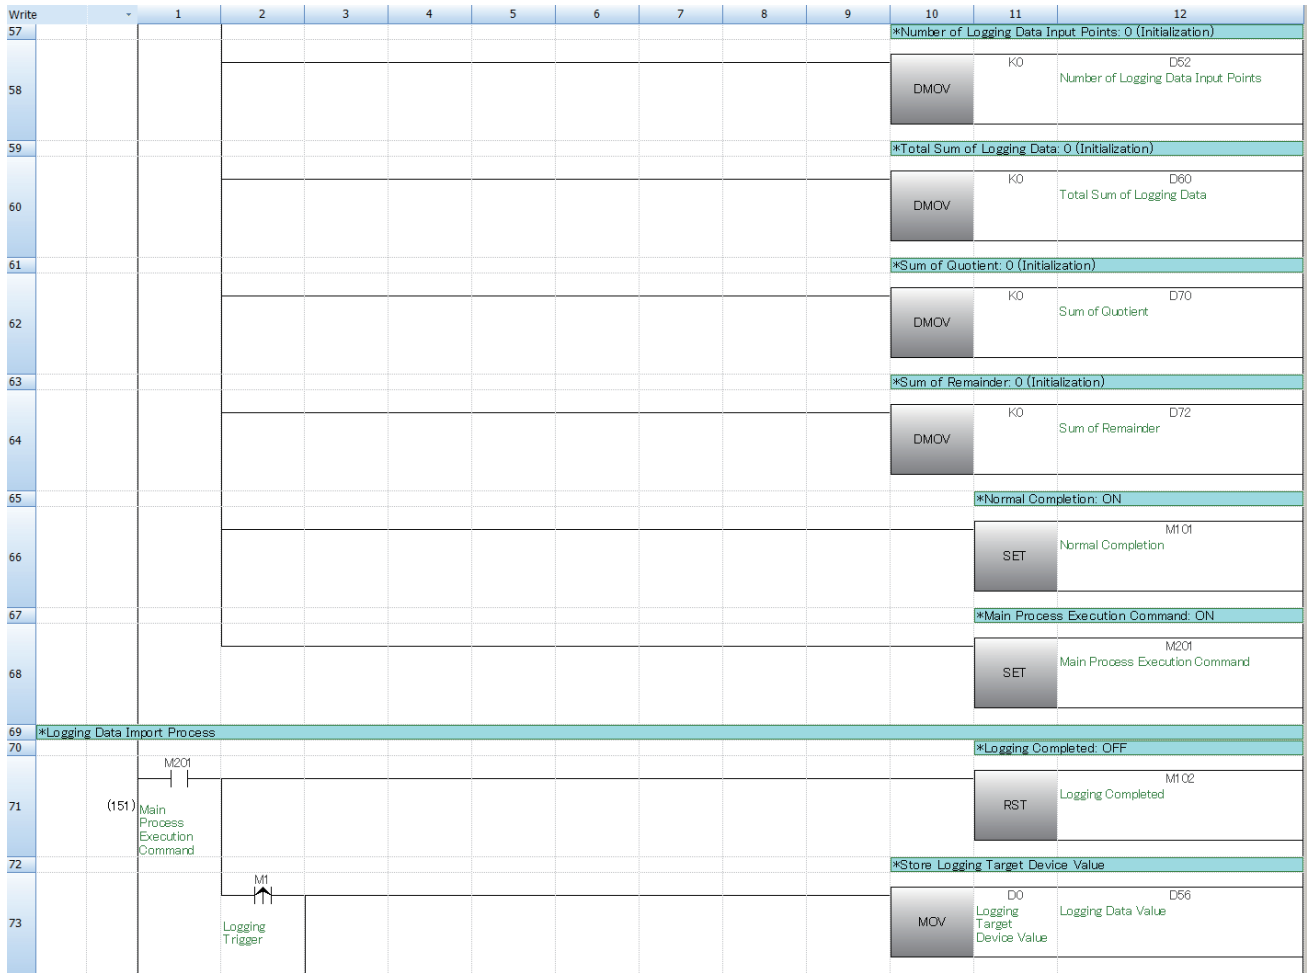 Write 1 2 3 4 5 6 7 8 9 10 11 12
57 *Number of Logging Data Input Points: 0 (Initialization)
58 DMOV K0 D52
Number of Logging Data Input Points
59 *Total Sum of Logging Data: 0 (Initialization)
60 DMOV K0 D60
Total Sum of Logging Data
61 *Sum of Quotient: 0 (Initialization)
62 DMOV K0 D70
Sum of Quotient
63 *Sum of Remainder: 0 (Initialization)
64 DMOV K0 D72
Sum of Remainder
65 *Normal Completion: ON
66 SET M101
Normal Completion
67 *Main Process Execution Command: ON
68 SET M201
Main Process Execution Command
69 *Logging Data Import Process
70 *Logging Completed: OFF
71 (151) M201
Main
Process
Execution
Command
RST M102
Logging Completed
72 *Store Logging Target Device Value
73 M1
Logging
Trigger
MOV D0 D56
Logging
Target
Device Value
Logging Data Value